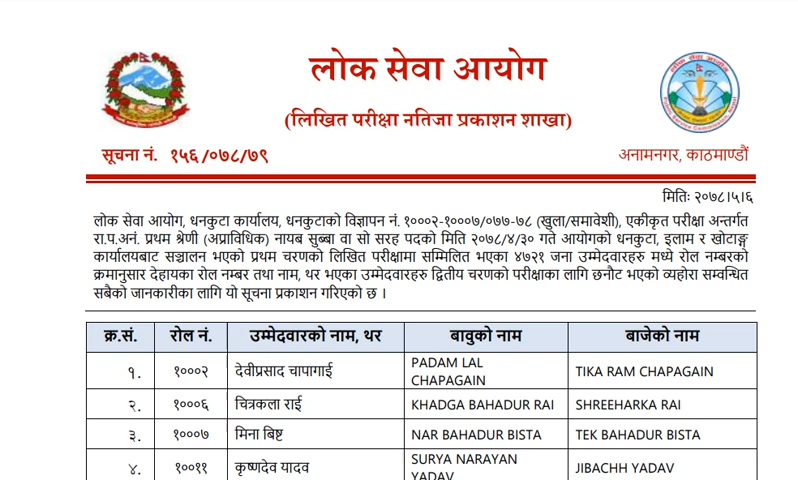 लोक सेवा आयोग
(लिखित परीक्षा नतिजा प्रकाशन शाखा)
सूचना नं. १५६/०७८/७९
अनामनगर, काठमाण्डौं
मितिः २०७८।५।६
लोक सेवा आयोग, धनकुटा कार्यालय, धनकुटाको विज्ञापन नं. १०००२-१०००७/०७७-७८ (खुला/समावेशी), एकीकृत परीक्षा अन्तर्गत
रा.प.अनं. प्रथम श्रेणी (अप्राविधिक) नायब सुब्बा वा सो सरह पदको मिति २०७८/४/३० गते आयोगको धनकुटा, इलाम र खोटाङ्ग
कार्यालयबाट सञ्चालन भएको प्रथम चरणको लिखित परीक्षामा सम्मिलित भएका ४७२१ जना उम्मेदवारहरु मध्ये रोल नम्बरको
क्रमानुसार देहायका रोल नम्बर तथा नाम, थर भएका उम्मेदवारहरु द्वितीय चरणको परीक्षाका लागि छनौट भएको व्यहोरा सम्वन्धित
सबैको जानकारीका लागि यो सूचना प्रकाशन गरिएको छ ।
क्र.सं. रोल नं. उम्मेदवारको नाम, थर बावुको नाम बाजेको नाम
१. १०००२ देवीप्रसाद चापागाई PADAM LAL CHAPAGAIN TIKA RAM CHAPAGAIN
२. १०००६ चित्रकला राई KHADGA BAHADUR RAI SHREEHARKA RAI
३. १०००७ मिना बिष्ट NAR BAHADUR BISTA TEK BAHADUR BISTA
४. १००११ कृष्णदेव यादव SURYA NARAYAN YADAV JIBACHH YADAV